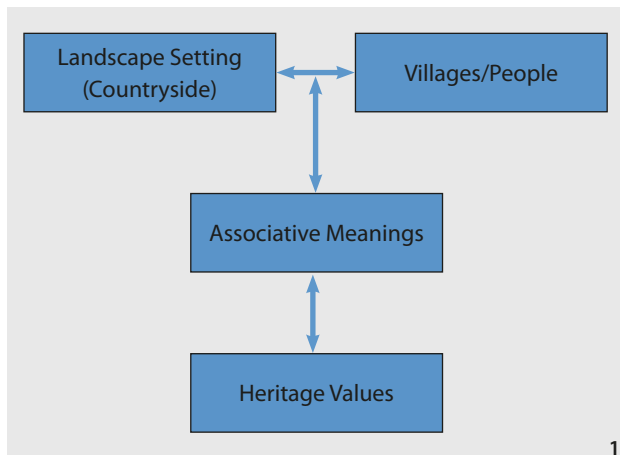 Landscape Setting
(Countryside)
Villages/People
Associative Meanings
Heritage Values
1